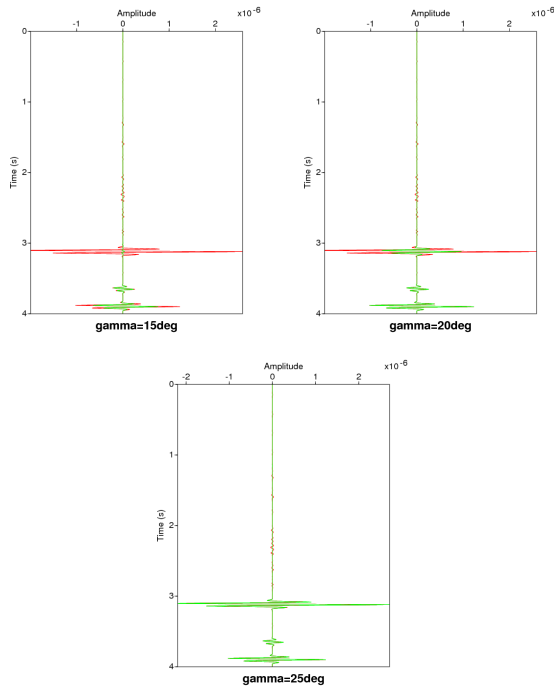 Amplitude
x10-6
-1 0 1 2
0
1
2
3
4
Time (s)
gamma=15deg
Amplitude
x10-6
-1 0 1 2
0
1
2
3
4
Time (s)
gamma=20deg
Amplitude
x10-6
-2 -1 0 1 2
0
1
2
3
4
Time (s)
gamma=25deg